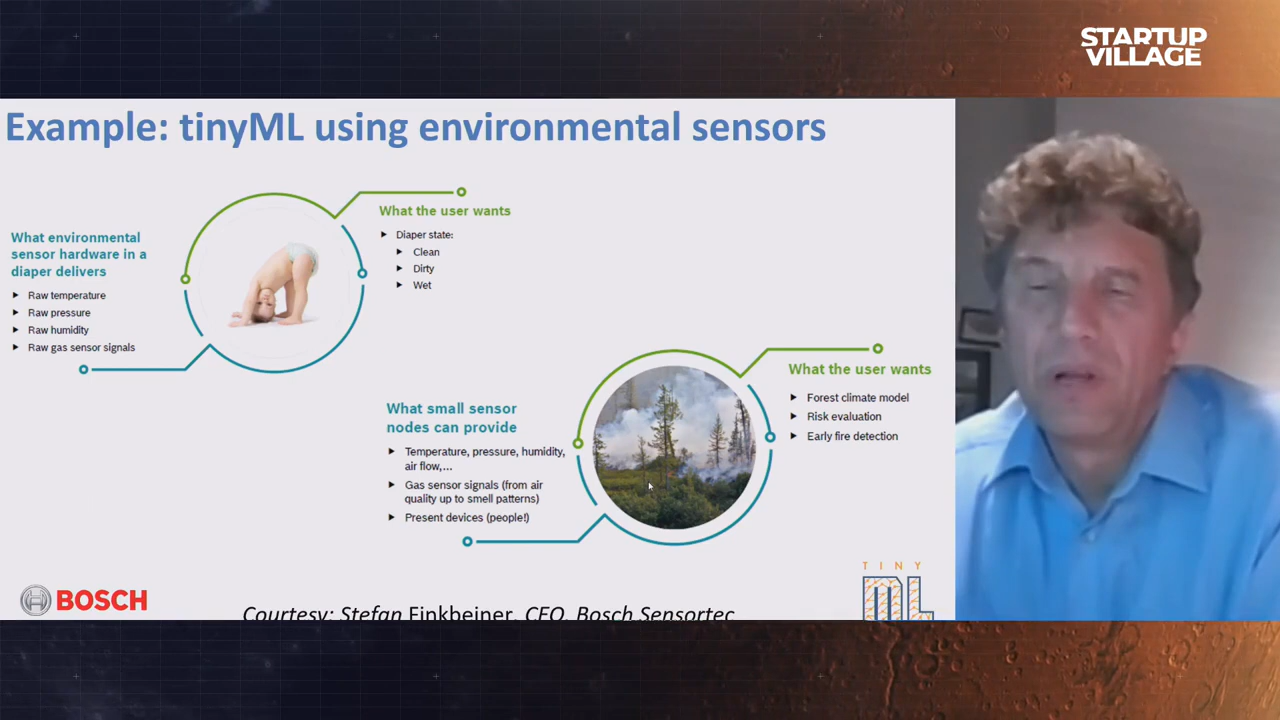 STARTUP
VILLAGE
Example: tinyML using environmental sensors
What environmental
sensor hardware in a
diaper delivers
Raw temperature
Raw pressure
Raw humidity
Raw gas sensor signals
What the user wants
Diaper state:
Clean
Dirty
Wet
What small sensor
nodes can provide
Temperature, pressure, humidity,
air flow,...
Gas sensor signals (from air
quality up to smell patterns)
Present devices (people!)
What the user wants
Forest climate model
Risk evaluation
Early fire detection
BOSCH
Courtesy: Stefan Finkbeiner, CEO, Bosch Sensortec
TINY
ML